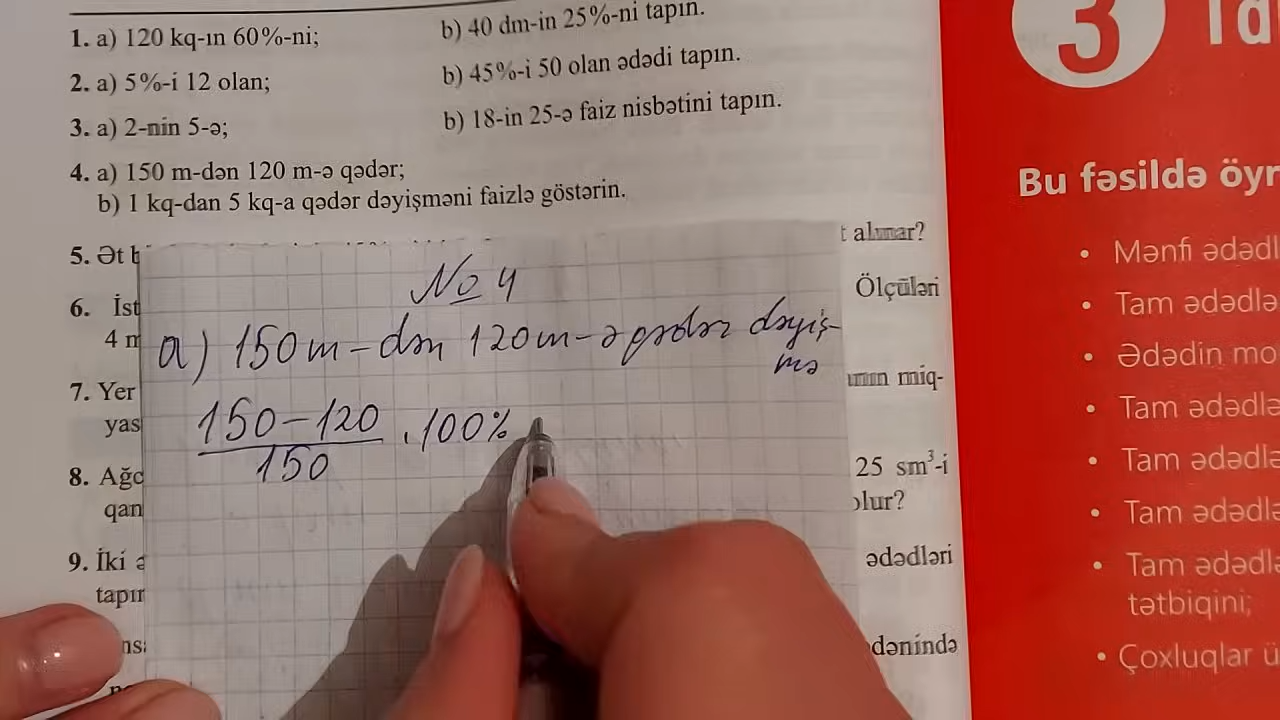 1. a) 120 kq-ın 60%-ni;
b) 40 dm-in 25%-ni tapın.
2. a) 5%-i 12 olan;
b) 45%-i 50 olan ədədi tapın.
3. a) 2-nin 5-ə;
b) 18-in 25-ə faiz nisbətini tapın.
4. a) 150 m-dən 120 m-ə qədər;
b) 1 kq-dan 5 kq-a qədər dəyişməni faizlə göstərin.
5. Ət
alınar?
6. İst
Ölçüləri
4 m
7. Yer
miq-
yas
8. Ağc
25 sm³-i
qan
olur?
9. İki
ədədləri
tapın
dənində
№ 4
a) 150 m-dən 120 m-ə qədər dəyiş-
mə
150-120
150
. 100%
3
Bu fəsildə öyr
• Mənfi ədədl
• Tam ədədlə
• Ədədin mo
• Tam ədədlə
• Tam ədədlə
• Tam ədədlə
• Tam ədədlə
tətbiqini;
• Çoxluqlar ü